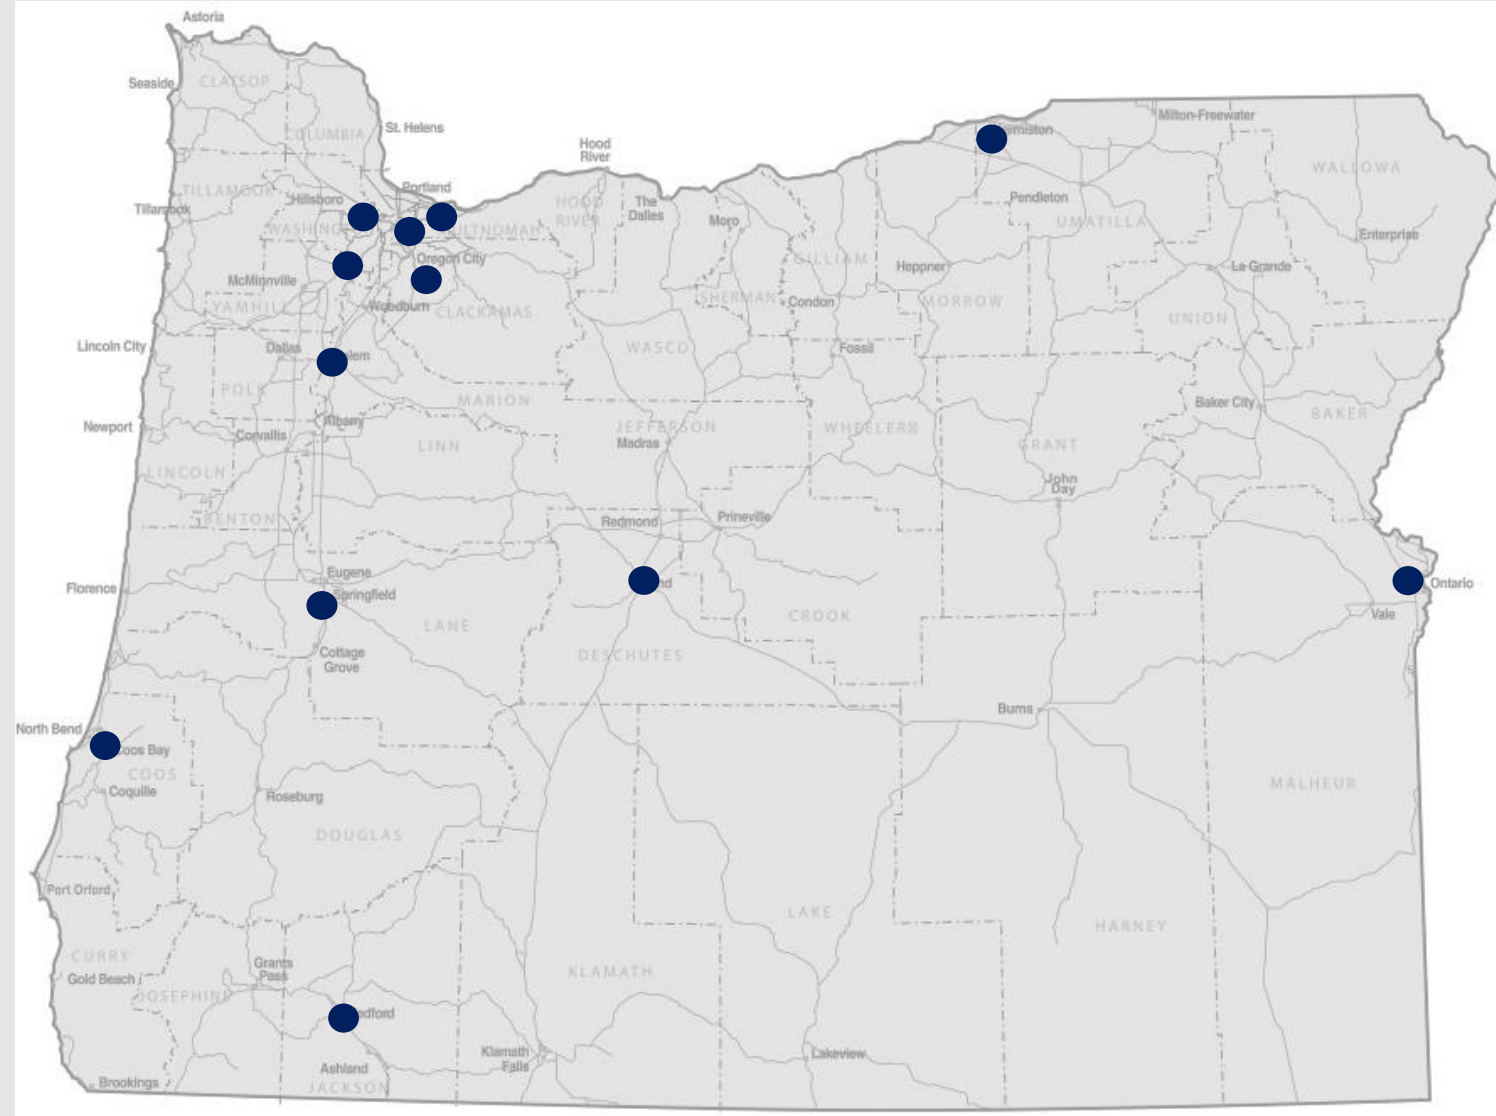 Astoria
Seaside
CLATSOP
COLUMBIA
St. Helens
Hood
River
Portland
Hillsboro
TILLAMOOK
Tillamook
HOOD
RIVER
The
Dalles
Moro
Milton-Freewater
WALLOWA
Pendleton
UMATILLA
Enterprise
Oregon City
GILLIAM
Heppner
La Grande
McMinnville
YAMHILL
Woodburn
CLACKAMAS
SHERMAN
Condon
MORROW
UNION
Lincoln City
Dallas
WASCO
Fossil
POLK
MARION
Baker City
BAKER
Newport
Albany
Corvallis
LINN
JEFFERSON
Madras
WHEELER
GRANT
LINCOLN
John
Day
BENTON
Redmond
Prineville
Eugene
Springfield
Florence
Ontario
Vale
LANE
CROOK
Cottage
Grove
DESCHUTES
North Bend
Burns
COOS
Coquille
Roseburg
MALHEUR
DOUGLAS
Port Orford
LAKE
HARNEY
CURRY
Gold Beach
Grants
Pass
KLAMATH
JOSEPHINE
Klamath
Falls
Lakeview
Ashland
JACKSON
Brookings